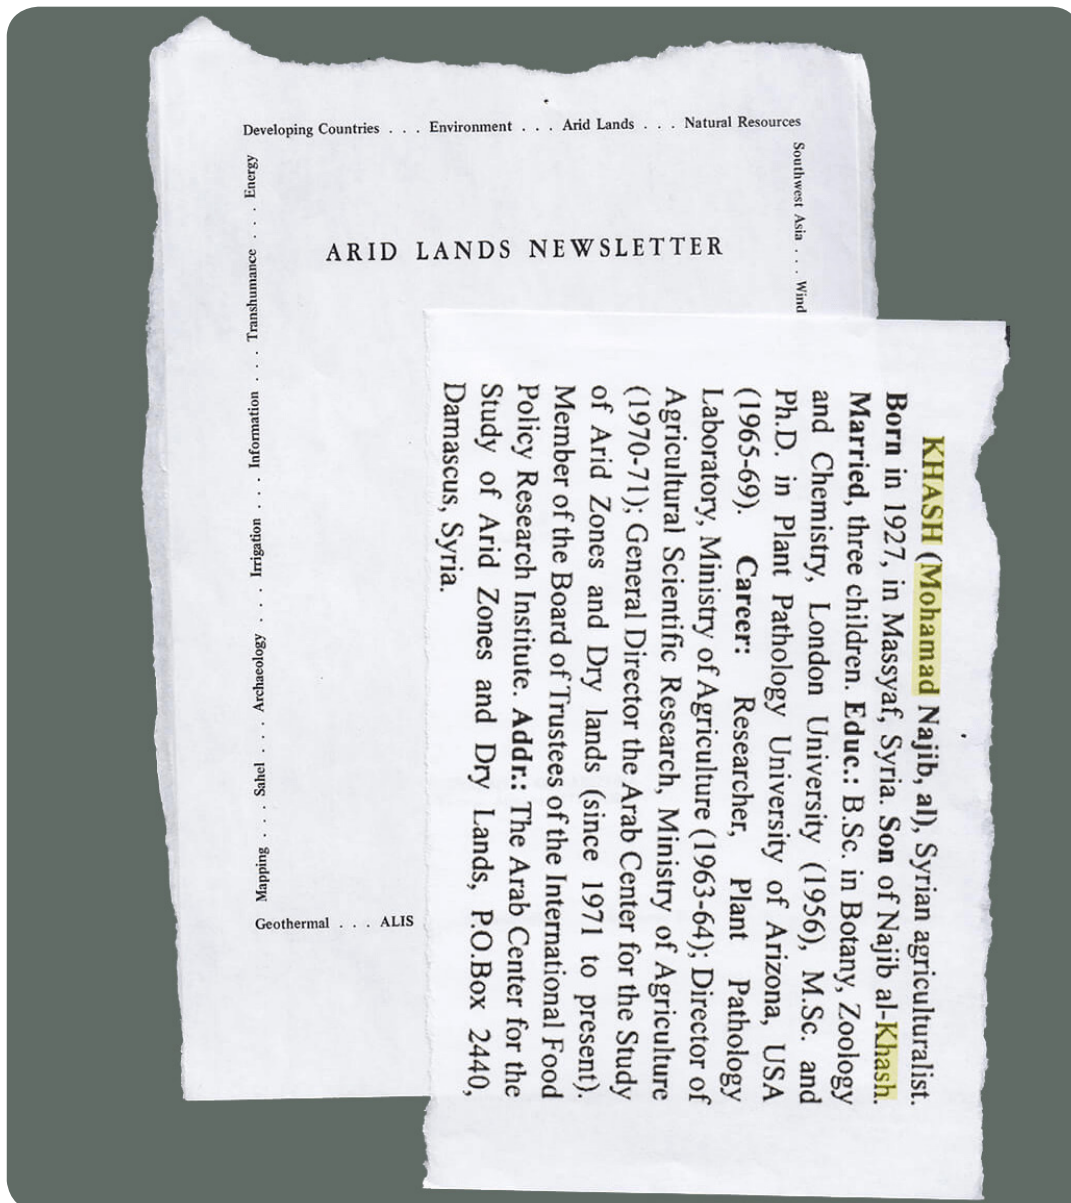 Developing Countries . . . Environment . . . Arid Lands . . . Natural Resources
Southwest Asia . . . Wind
ARID LANDS NEWSLETTER
Mapping . . . Sahel . . . Archaeology . . . Irrigation . . . Information . . . Transhumance . . . Energy
Geothermal . . . ALIS
KHASH (Mohamad Najib, al), Syrian agriculturalist.
Born in 1927, in Massyaf, Syria. Son of Najib al-Khash.
Married, three children. Educ.: B.Sc. in Botany, Zoology
and Chemistry, London University (1956), M.Sc. and
Ph.D. in Plant Pathology University of Arizona, USA
(1965-69). Career: Researcher, Plant Pathology
Laboratory, Ministry of Agriculture (1963-64); Director of
Agricultural Scientific Research, Ministry of Agriculture
(1970-71); General Director the Arab Center for the Study
of Arid Zones and Dry lands (since 1971 to present).
Member of the Board of Trustees of the International Food
Policy Research Institute. Addr.: The Arab Center for the
Study of Arid Zones and Dry Lands, P.O.Box 2440,
Damascus, Syria.